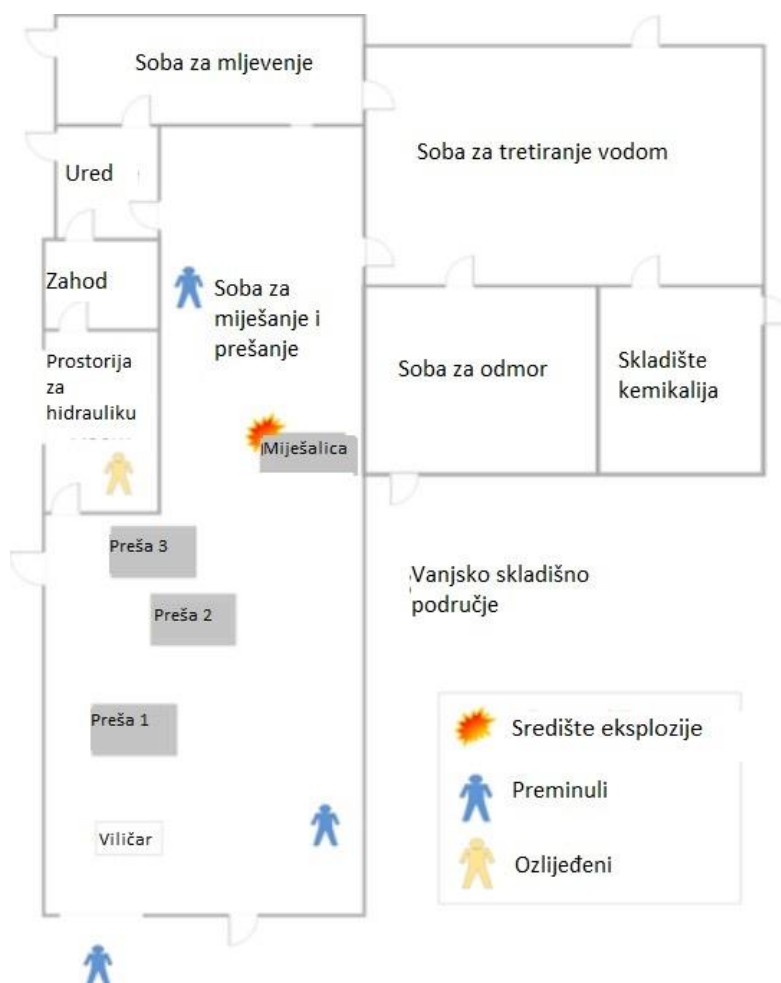 Soba za mljevenje
Soba za tretiranje vodom
Ured
Zahod
Soba za
miješanje i
prešanje
Prostorija
za
hidrauliku
Soba za odmor
Skladište
kemikalija
Miješalica
Preša 3
Preša 2
Vanjsko skladišno
područje
Preša 1
Viličar
Središte eksplozije
Preminuli
Ozlijeđeni